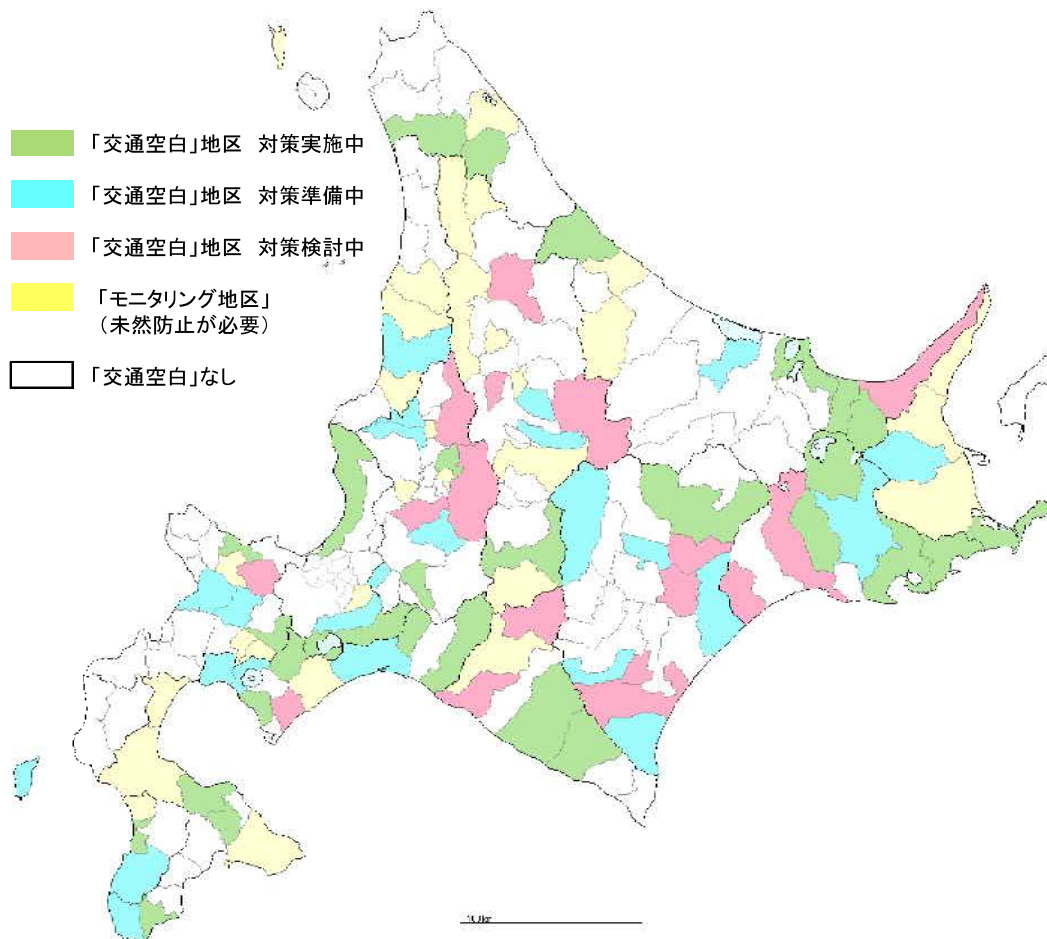 「交通空白」地区　対策実施中
「交通空白」地区　対策準備中
「交通空白」地区　対策検討中
「モニタリング地区」
（未然防止が必要）
「交通空白」なし